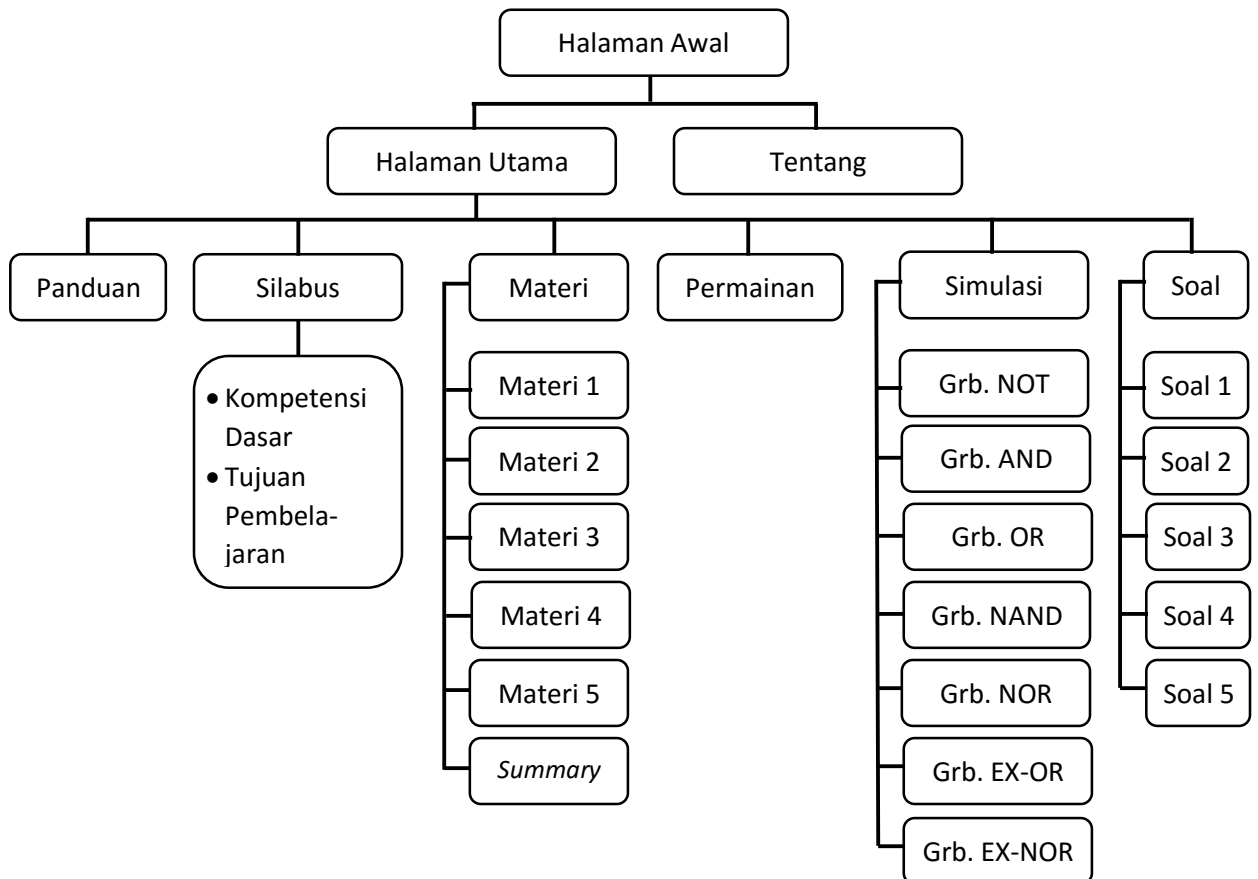 Halaman Awal
Halaman Utama
Tentang
Panduan
Silabus
Materi
Permainan
Simulasi
Soal
• Kompetensi
Dasar
• Tujuan
Pembela-
jaran
Materi 1
Materi 2
Materi 3
Materi 4
Materi 5
Summary
Grb. NOT
Grb. AND
Grb. OR
Grb. NAND
Grb. NOR
Grb. EX-OR
Grb. EX-NOR
Soal 1
Soal 2
Soal 3
Soal 4
Soal 5